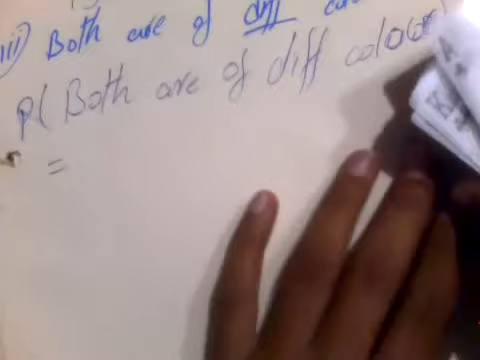 iii) Both are of diff
P( Both are of diff colour
=